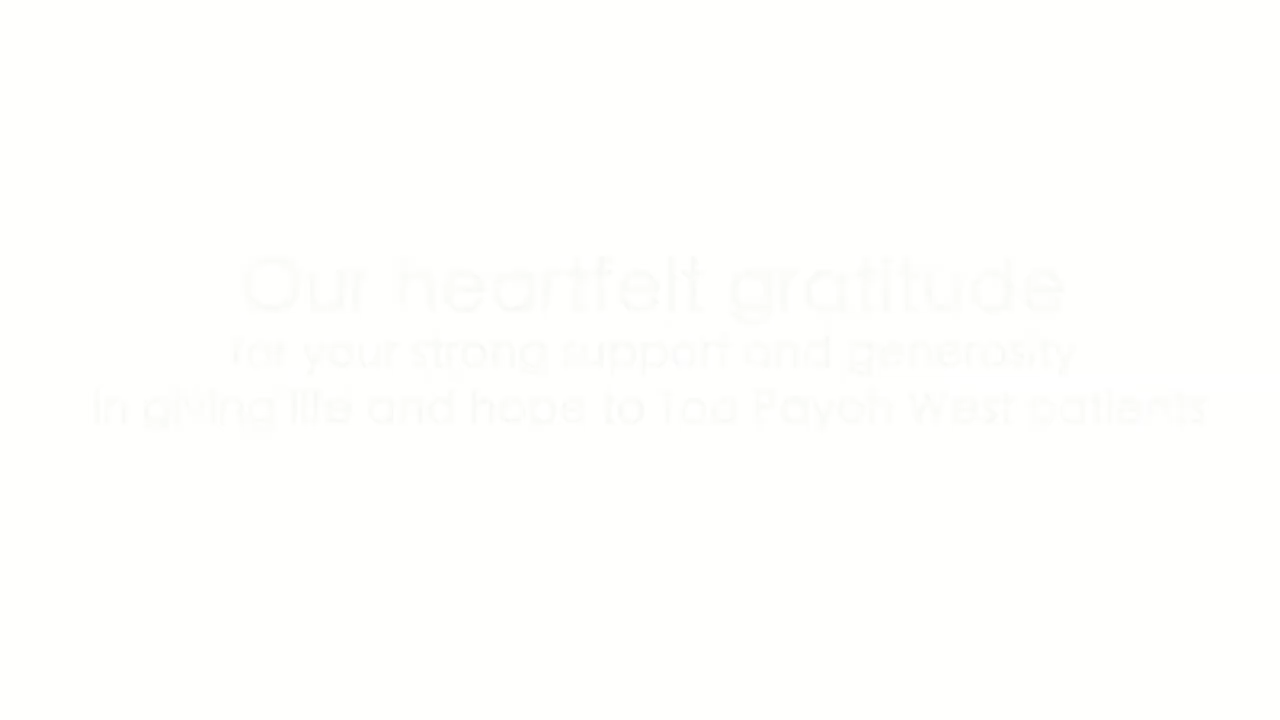 Our heartfelt gratitude
for your strong support and generosity
in giving life and hope to Toa Payoh West patients